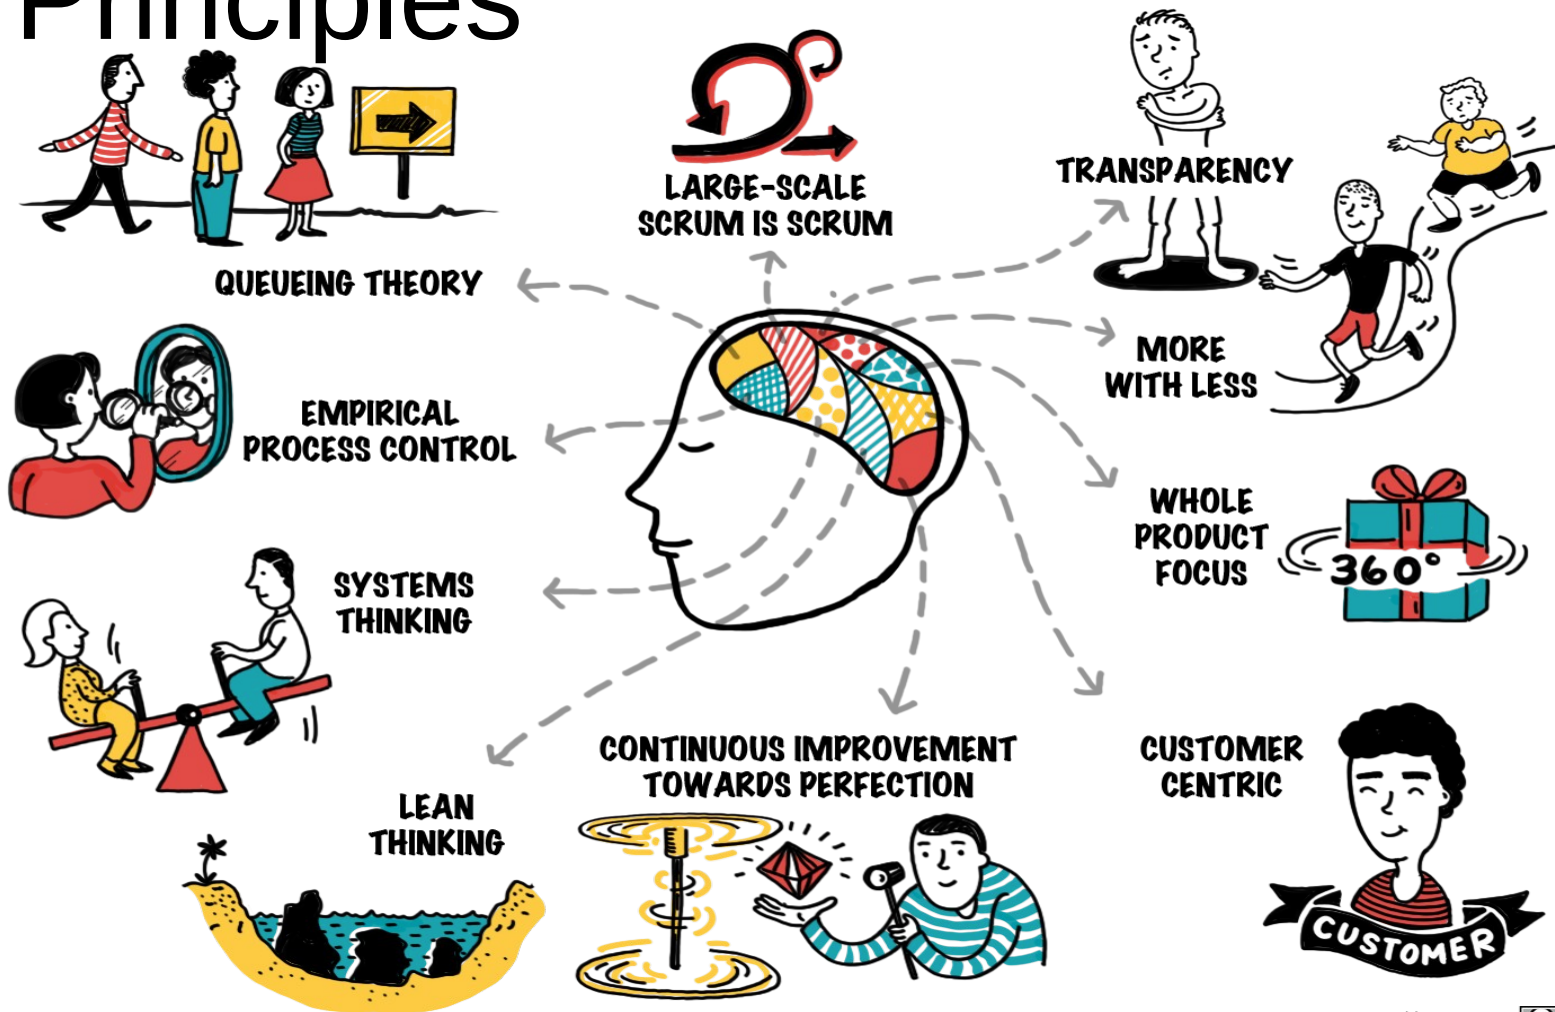 Principles
LARGE-SCALE
SCRUM IS SCRUM
TRANSPARENCY
QUEUEING THEORY
MORE
WITH LESS
EMPIRICAL
PROCESS CONTROL
WHOLE
PRODUCT
FOCUS
360°
SYSTEMS
THINKING
CONTINUOUS IMPROVEMENT
TOWARDS PERFECTION
CUSTOMER
CENTRIC
LEAN
THINKING
CUSTOMER